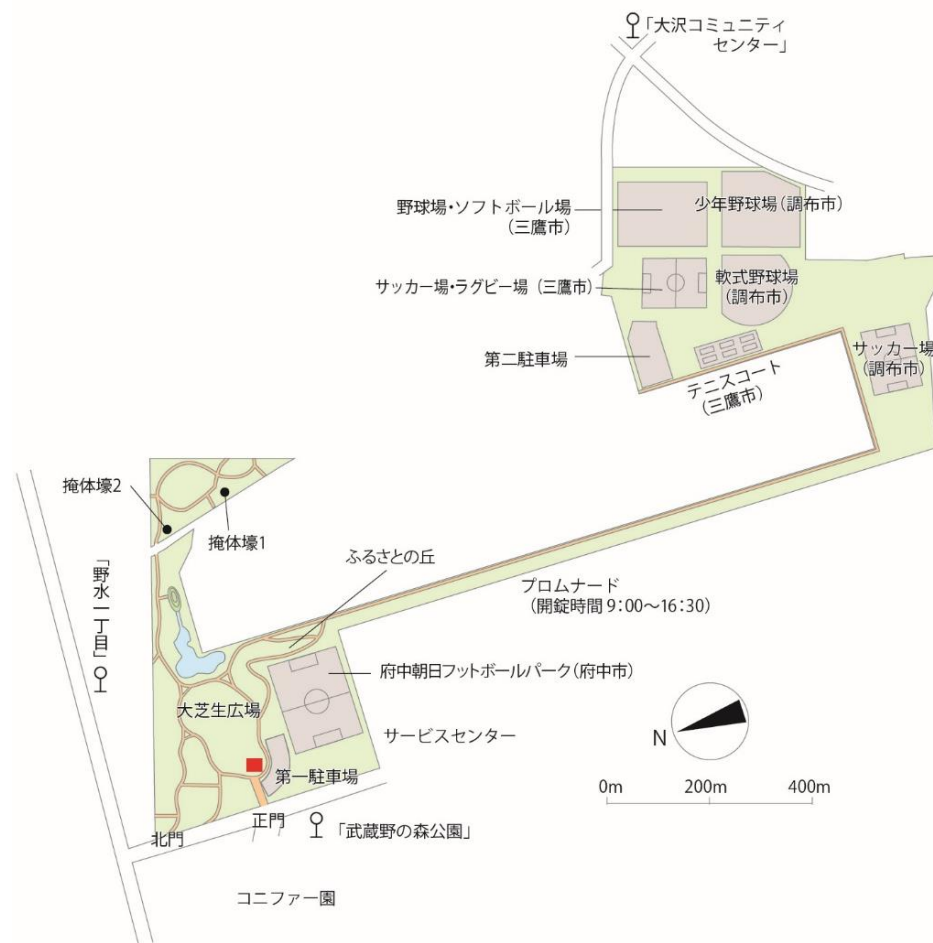 「大沢コミュニティ
センター」
野球場・ソフトボール場
(三鷹市)
少年野球場(調布市)
サッカー場・ラグビー場(三鷹市)
軟式野球場
(調布市)
第二駐車場
サッカー場
(調布市)
テニスコート
(三鷹市)
掩体壕2
掩体壕1
ふるさとの丘
「野水一丁目」
プロムナード
(開錠時間 9:00〜16:30)
府中朝日フットボールパーク(府中市)
大芝生広場
サービスセンター
N
第一駐車場
0m 200m 400m
正門
「武蔵野の森公園」
北門
コニファー園